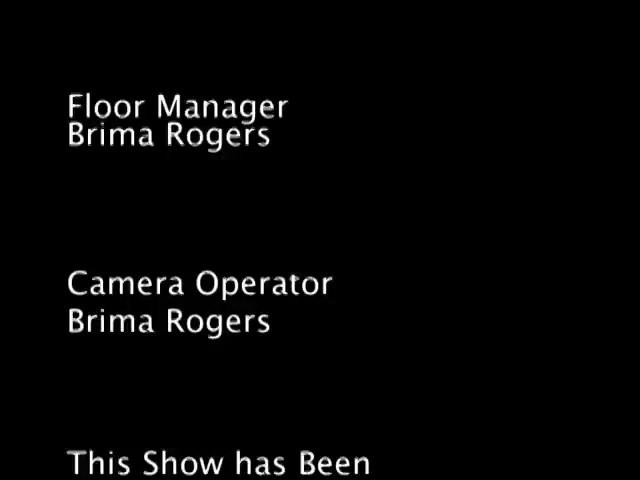 Floor Manager
Brima Rogers
Camera Operator
Brima Rogers
This Show has Been